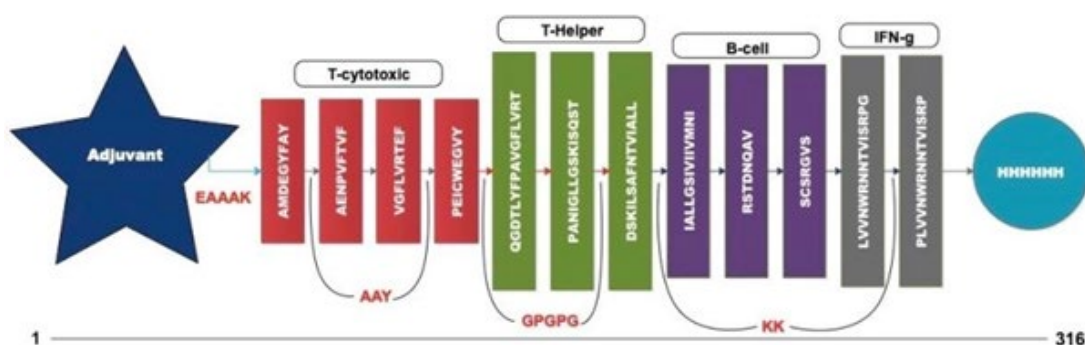 T-Helper
IFN-g
B-cell
T-cytotoxic
Adjuvant
EAAAK
AMDEGYFAY
AENPVFTVF
VGFLVRTEF
PEICWEGVY
QGDTLYFPAVGFLVRT
PANIGLLGSKISQST
DSKILSAFNTVIALL
IALLGSIVIIVMNI
RSTDNQAV
SCSRGVS
LVVNWRNNTVISRPG
PLVVNWRNNTVISRP
HHHHHH
AAY
GPGPG
KK
1
316